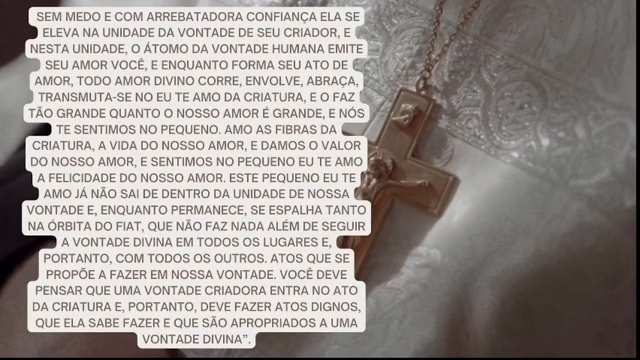 SEM MEDO E COM ARREBATADORA CONFIANÇA ELA SE
ELEVA NA UNIDADE DA VONTADE DE SEU CRIADOR, E
NESTA UNIDADE, O ÁTOMO DA VONTADE HUMANA EMITE
SEU AMOR VOCÊ, E ENQUANTO FORMA SEU ATO DE
AMOR, TODO AMOR DIVINO CORRE, ENVOLVE, ABRAÇA,
TRANSMUTA-SE NO EU TE AMO DA CRIATURA, E O FAZ
TÃO GRANDE QUANTO O NOSSO AMOR É GRANDE, E NÓS
TE SENTIMOS NO PEQUENO. AMO AS FIBRAS DA
CRIATURA, A VIDA DO NOSSO AMOR, E DAMOS O VALOR
DO NOSSO AMOR, E SENTIMOS NO PEQUENO EU TE AMO
A FELICIDADE DO NOSSO AMOR. ESTE PEQUENO EU TE
AMO JÁ NÃO SAI DE DENTRO DA UNIDADE DE NOSSA
VONTADE E, ENQUANTO PERMANECE, SE ESPALHA TANTO
NA ÓRBITA DO FIAT, QUE NÃO FAZ NADA ALÉM DE SEGUIR
A VONTADE DIVINA EM TODOS OS LUGARES E,
PORTANTO, COM TODOS OS OUTROS. ATOS QUE SE
PROPÕE A FAZER EM NOSSA VONTADE. VOCÊ DEVE
PENSAR QUE UMA VONTADE CRIADORA ENTRA NO ATO
DA CRIATURA E, PORTANTO, DEVE FAZER ATOS DIGNOS,
QUE ELA SABE FAZER E QUE SÃO APROPRIADOS A UMA
VONTADE DIVINA”.